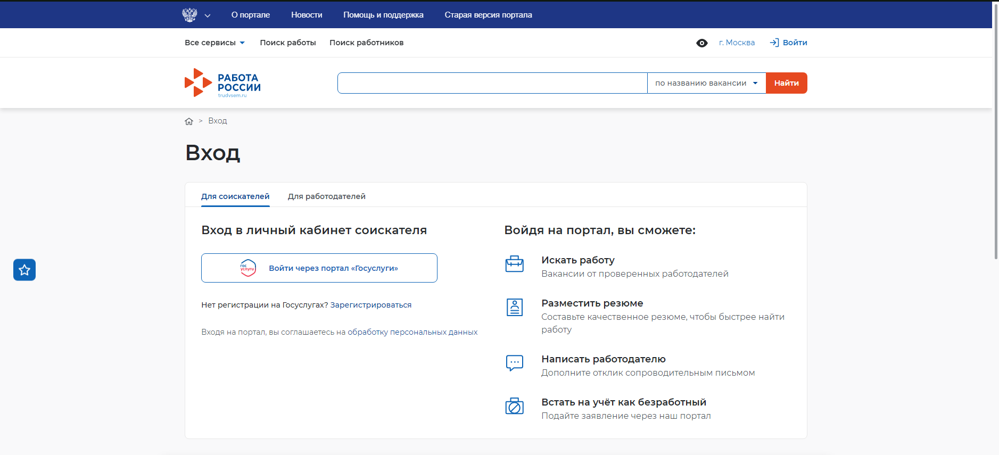 О портале Новости Помощь и поддержка Старая версия портала
Все сервисы Поиск работы Поиск работников г. Москва Войти
РАБОТА
РОССИИ
trudvsem.ru
по названию вакансии Найти
> Вход
Вход
Для соискателей Для работодателей
Вход в личный кабинет соискателя
гос
услуги
Войти через портал «Госуслуги»
Нет регистрации на Госуслугах? Зарегистрироваться
Входя на портал, вы соглашаетесь на обработку персональных данных
Войдя на портал, вы сможете:
Искать работу
Вакансии от проверенных работодателей
Разместить резюме
Составьте качественное резюме, чтобы быстрее найти
работу
Написать работодателю
Дополните отклик сопроводительным письмом
Встать на учёт как безработный
Подайте заявление через наш портал